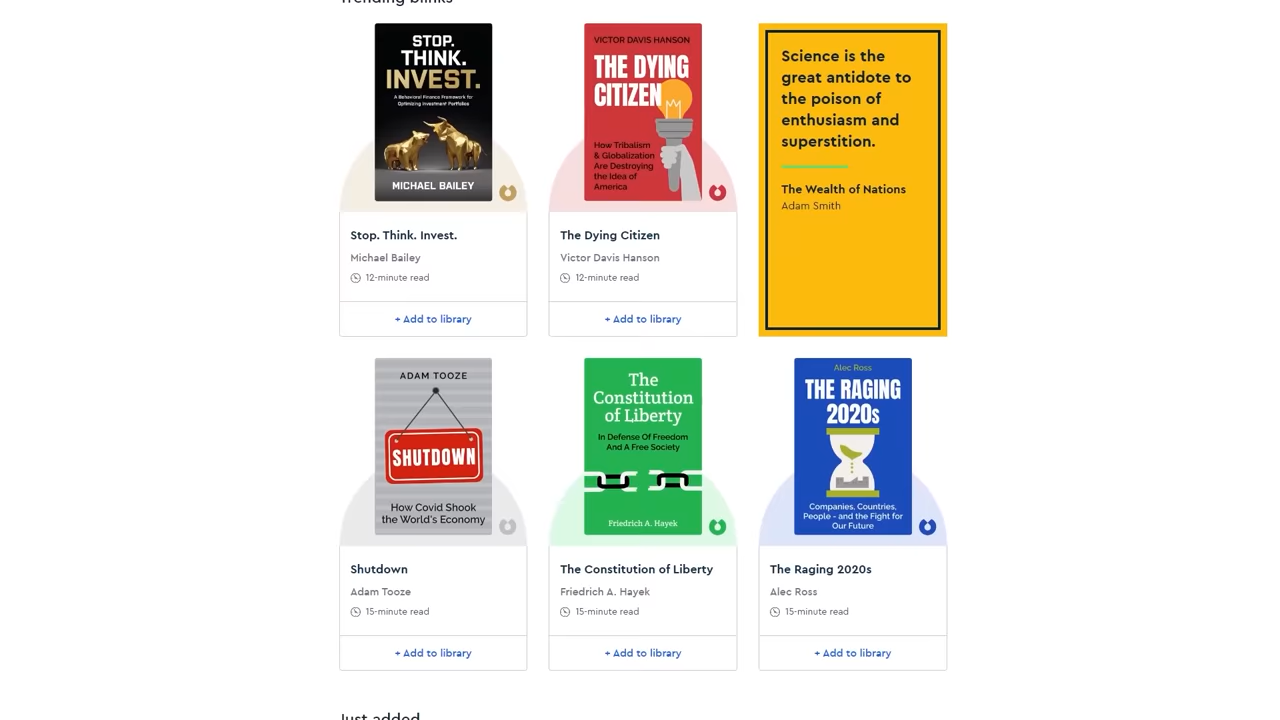 Trending blinks
STOP.
THINK.
INVEST.
A Behavioral Finance Framework for
Optimizing Investment Portfolios
MICHAEL BAILEY
Stop. Think. Invest.
Michael Bailey
12-minute read
+ Add to library
VICTOR DAVIS HANSON
THE DYING
CITIZEN
How Tribalism
& Globalization
Are Destroying
the Idea of
America
The Dying Citizen
Victor Davis Hanson
12-minute read
+ Add to library
Science is the
great antidote to
the poison of
enthusiasm and
superstition.
The Wealth of Nations
Adam Smith
ADAM TOOZE
SHUTDOWN
How Covid Shook
the World's Economy
Shutdown
Adam Tooze
15-minute read
+ Add to library
The
Constitution
of Liberty
In Defense Of Freedom
And A Free Society
Friedrich A. Hayek
The Constitution of Liberty
Friedrich A. Hayek
15-minute read
+ Add to library
Alec Ross
THE RAGING
2020s
Companies, Countries,
People - and the Fight for
Our Future
The Raging 2020s
Alec Ross
15-minute read
+ Add to library
Just added